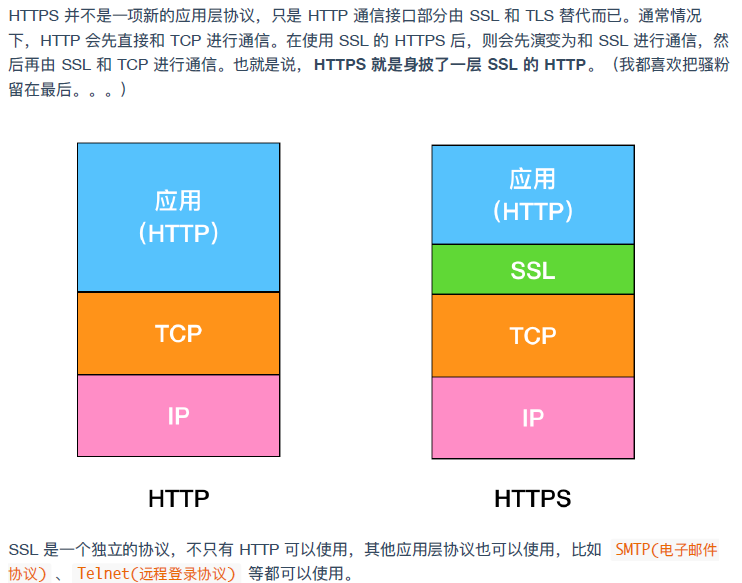 HTTPS 并不是一项新的应用层协议，只是 HTTP 通信接口部分由 SSL 和 TLS 替代而已。通常情况
下，HTTP 会先直接和 TCP 进行通信。在使用 SSL 的 HTTPS 后，则会先演变为和 SSL 进行通信，然
后再由 SSL 和 TCP 进行通信。也就是说，HTTPS 就是身披了一层 SSL 的 HTTP。（我都喜欢把骚粉
留在最后。。。）
应用
（HTTP）
TCP
IP
HTTP
应用
（HTTP）
SSL
TCP
IP
HTTPS
SSL 是一个独立的协议，不只有 HTTP 可以使用，其他应用层协议也可以使用，比如 SMTP(电子邮件
协议) 、 Telnet(远程登录协议) 等都可以使用。